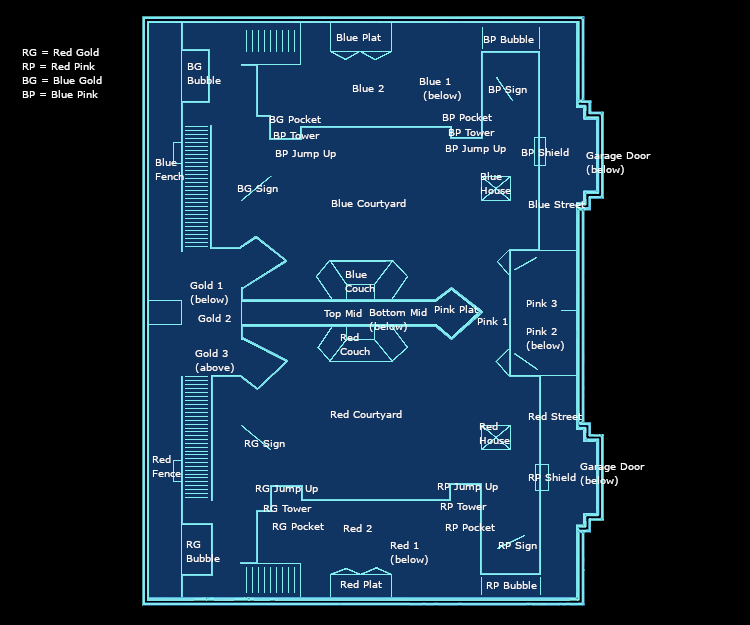 RG = Red Gold
RP = Red Pink
BG = Blue Gold
BP = Blue Pink
Blue Plat
BP Bubble
BG
Bubble
Blue 2
Blue 1
(below)
BP Sign
BG Pocket
BP Pocket
BP Tower
BP Tower
BP Jump Up
BP Jump Up
BP Shield
Garage Door
(below)
Blue
Fench
BG Sign
Blue
House
Blue Courtyard
Blue Street
Blue
Couch
Gold 1
(below)
Gold 2
Top Mid
Bottom Mid
(below)
Pink Plat
Pink 1
Pink 3
Pink 2
(below)
Red
Couch
Gold 3
(above)
Red Courtyard
Red Street
Red
House
RG Sign
Red
Fence
Garage Door
(below)
RP Shield
RG Jump Up
RP Jump Up
RG Tower
RP Tower
RG Pocket
Red 2
RP Pocket
RG
Bubble
Red 1
(below)
RP Sign
Red Plat
RP Bubble